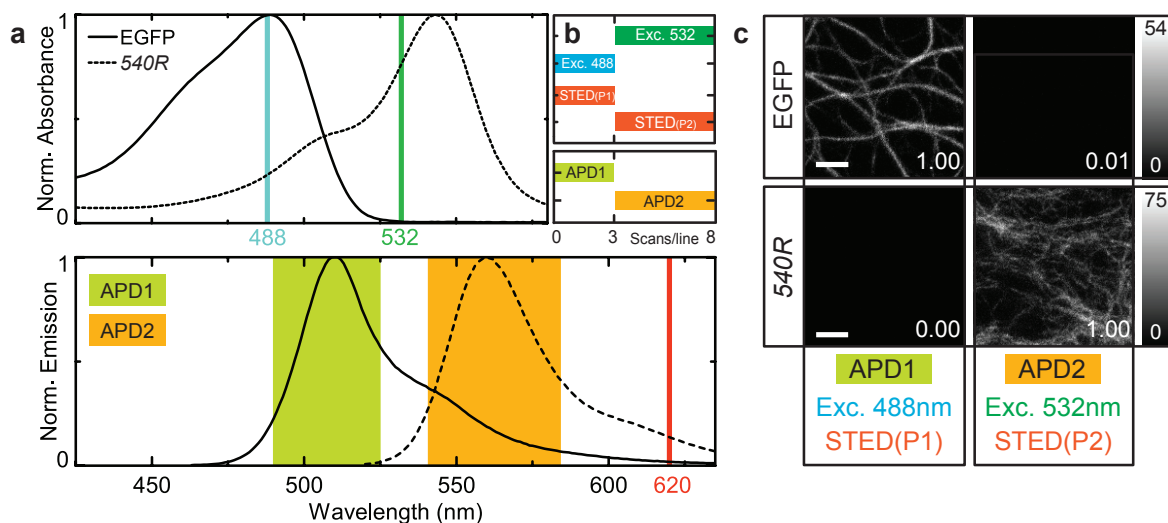 a
Norm. Absorbance
1
0
EGFP
540R
488
532
b
Exc. 532
Exc. 488
STED(P1)
STED(P2)
APD1
APD2
0
3
Scans/line
8
Norm. Emission
1
0
APD1
APD2
450
500
550
600
620
Wavelength (nm)
c
EGFP
1.00
0.01
54
0
540R
0.00
1.00
75
0
APD1
APD2
Exc. 488nm
Exc. 532nm
STED(P1)
STED(P2)